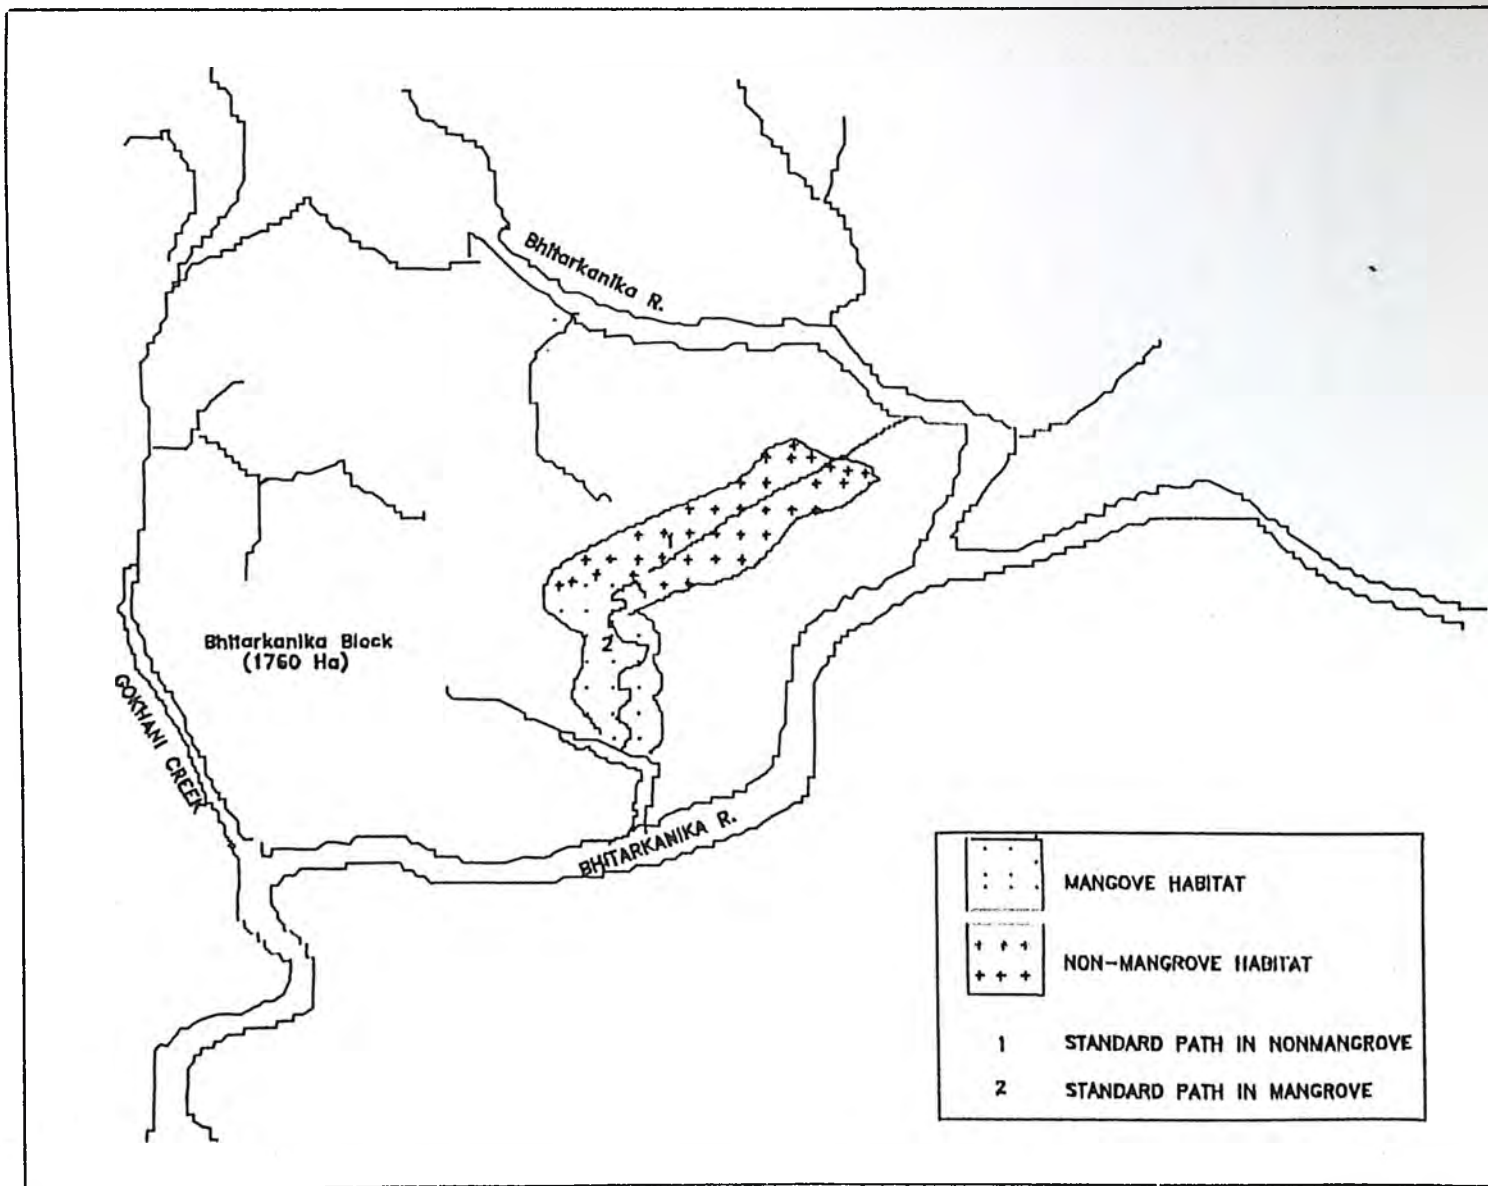 Bhitarkanika R.
1
2
Bhitarkanika Block
(1760 Ha)
GOKHANI CREEK
BHITARKANIKA R.
MANGOVE HABITAT
NON-MANGROVE HABITAT
1 STANDARD PATH IN NONMANGROVE
2 STANDARD PATH IN MANGROVE